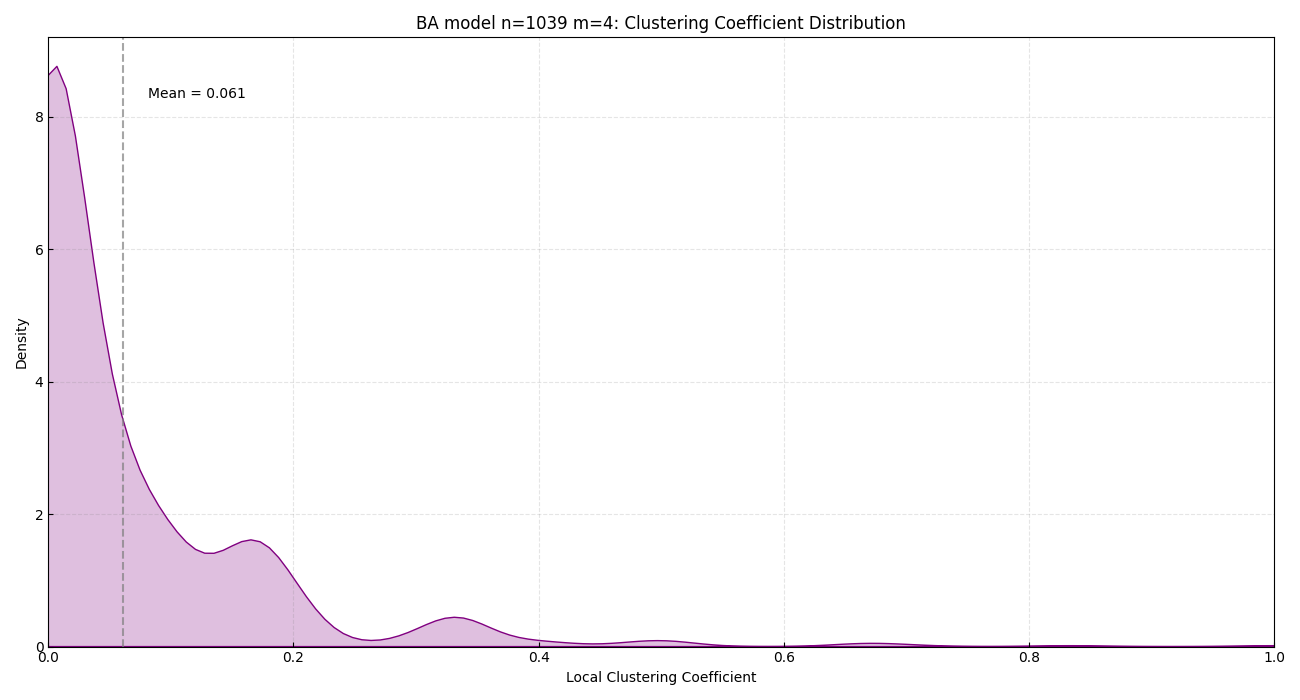 BA model n=1039 m=4: Clustering Coefficient Distribution
Mean = 0.061
Density
8
6
4
2
0
0.0 0.2 0.4 0.6 0.8 1.0
Local Clustering Coefficient